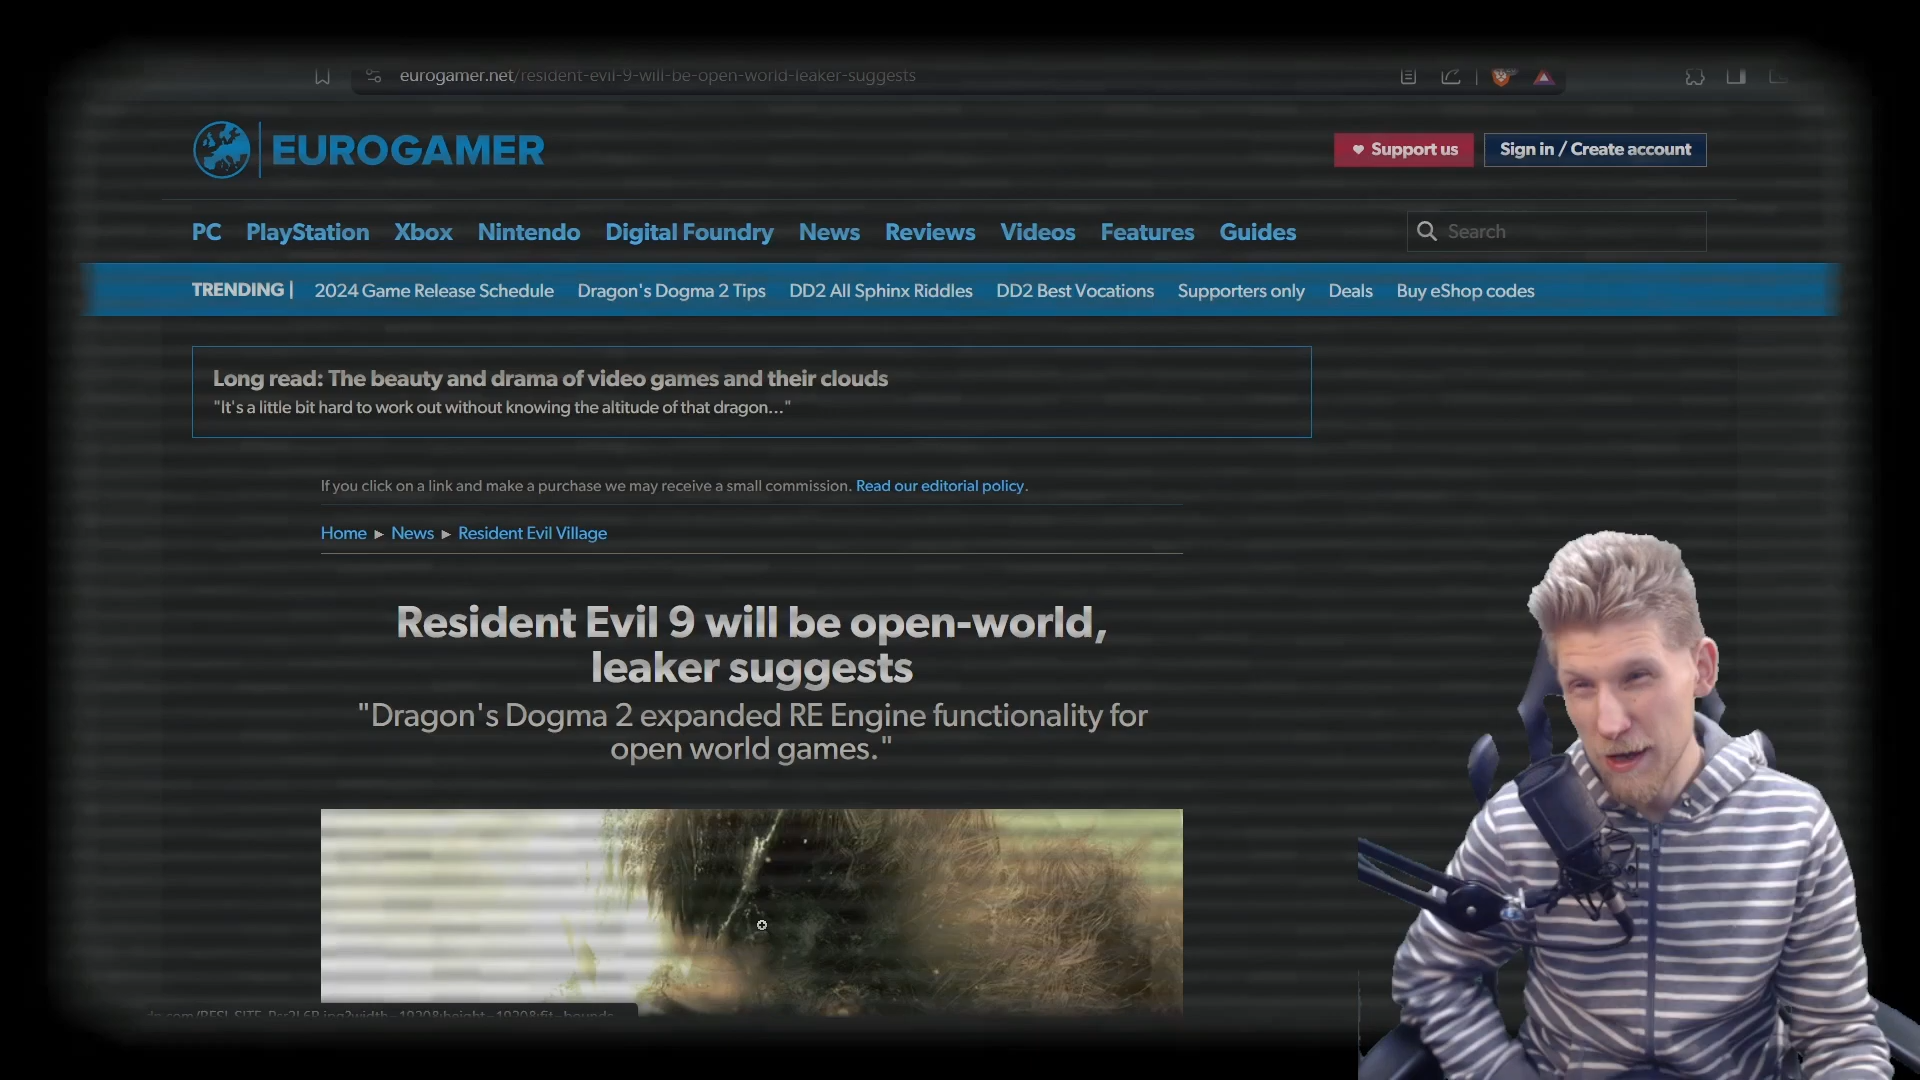 eurogamer.net/resident-evil-9-will-be-open-world-leaker-suggests
EUROGAMER
Support us
Sign in / Create account
PC PlayStation Xbox Nintendo Digital Foundry News Reviews Videos Features Guides
Search
TRENDING | 2024 Game Release Schedule Dragon's Dogma 2 Tips DD2 All Sphinx Riddles DD2 Best Vocations Supporters only Deals Buy eShop codes
Long read: The beauty and drama of video games and their clouds
"It's a little bit hard to work out without knowing the altitude of that dragon..."
If you click on a link and make a purchase we may receive a small commission. Read our editorial policy.
Home ► News ► Resident Evil Village
Resident Evil 9 will be open-world,
leaker suggests
"Dragon's Dogma 2 expanded RE Engine functionality for
open world games."